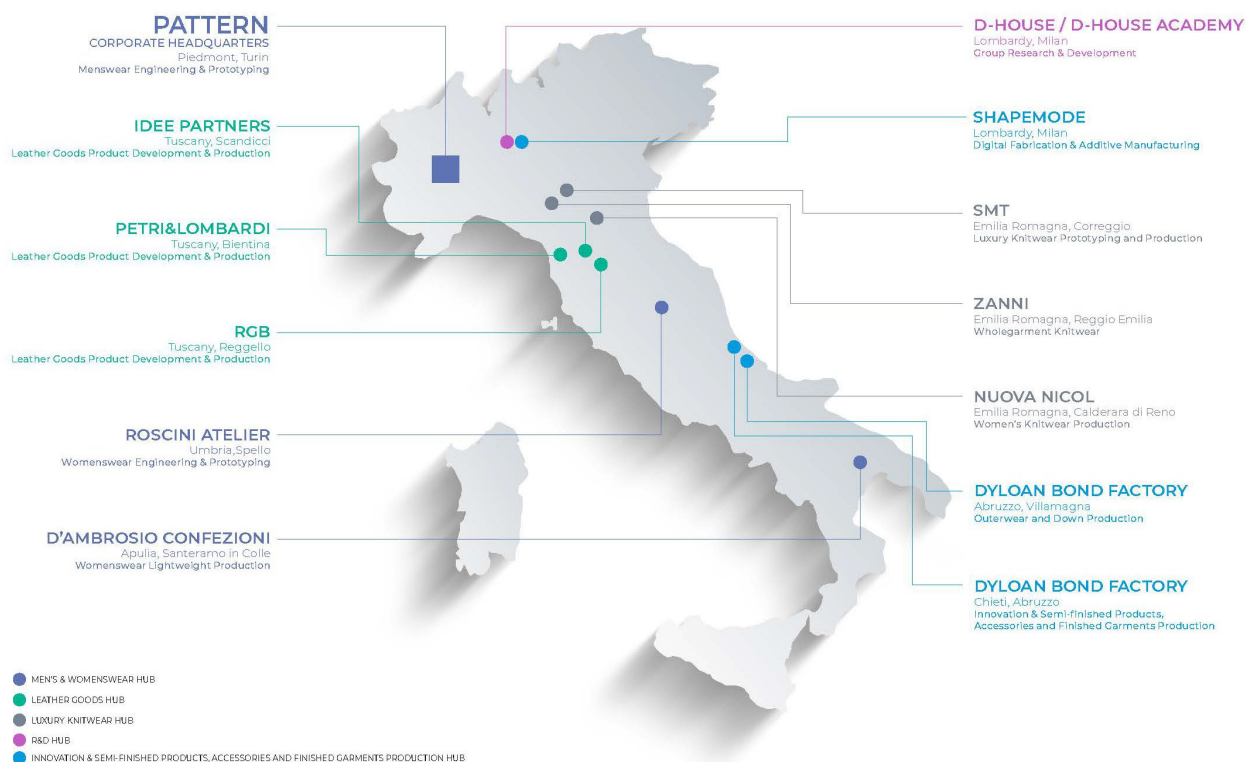 PATTERN
CORPORATE HEADQUARTERS
Piedmont, Turin
Menswear Engineering & Prototyping
IDEE PARTNERS
Tuscany, Scandicci
Leather Goods Product Development & Production
PETRI&LOMBARDI
Tuscany, Bientina
Leather Goods Product Development & Production
RGB
Tuscany, Reggello
Leather Goods Product Development & Production
ROSCINI ATELIER
Umbria,Spello
Womenswear Engineering & Prototyping
D'AMBROSIO CONFEZIONI
Apulia, Santeramo in Colle
Womenswear Lightweight Production
D-HOUSE / D-HOUSE ACADEMY
Lombardy, Milan
Group Research & Development
SHAPEMODE
Lombardy, Milan
Digital Fabrication & Additive Manufacturing
SMT
Emilia Romagna, Correggio
Luxury Knitwear Prototyping and Production
ZANNI
Emilia Romagna, Reggio Emilia
Wholegarment Knitwear
NUOVA NICOL
Emilia Romagna, Calderara di Reno
Women's Knitwear Production
DYLOAN BOND FACTORY
Abruzzo, Villamagna
Outerwear and Down Production
DYLOAN BOND FACTORY
Chieti, Abruzzo
Innovation & Semi-finished Products,
Accessories and Finished Garments Production
MEN'S & WOMENSWEAR HUB
LEATHER GOODS HUB
LUXURY KNITWEAR HUB
R&D HUB
INNOVATION & SEMI-FINISHED PRODUCTS, ACCESSORIES AND FINISHED GARMENTS PRODUCTION HUB